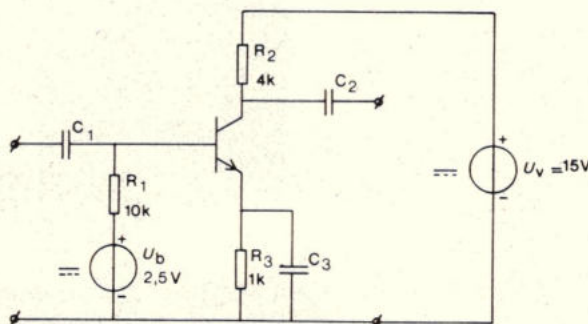 R2
4k
C2
C1
R1
10k
+
Ub
2,5V
-
R3
1k
C3
+
Uv=15V
-